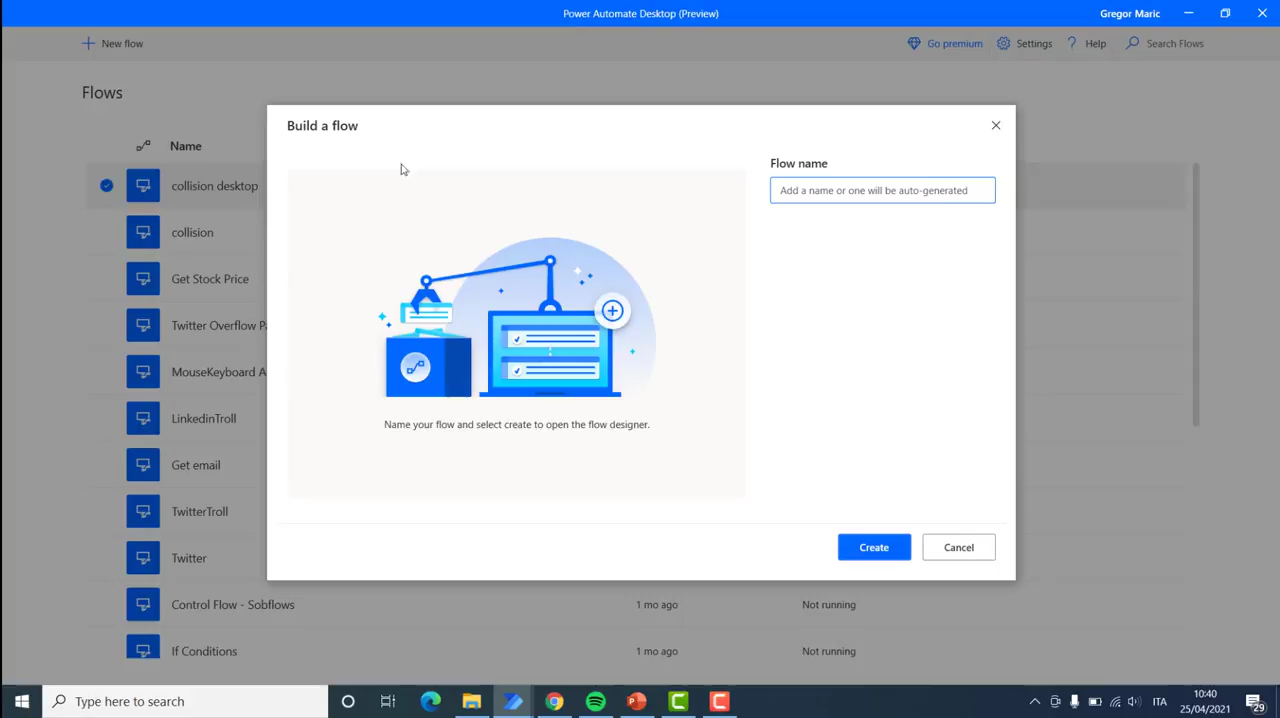 Power Automate Desktop (Preview)
Gregor Maric
New flow
Go premium
Settings
Help
Search Flows
Flows
Name
collision desktop
collision
Get Stock Price
Twitter Overflow Pa
MouseKeyboard A
LinkedinTroll
Get email
TwitterTroll
Twitter
Control Flow - Sobflows
1 mo ago
Not running
If Conditions
1 mo ago
Not running
Build a flow
Flow name
Add a name or one will be auto-generated
Name your flow and select create to open the flow designer.
Create
Cancel
Type here to search
ITA
10:40
25/04/2021
29